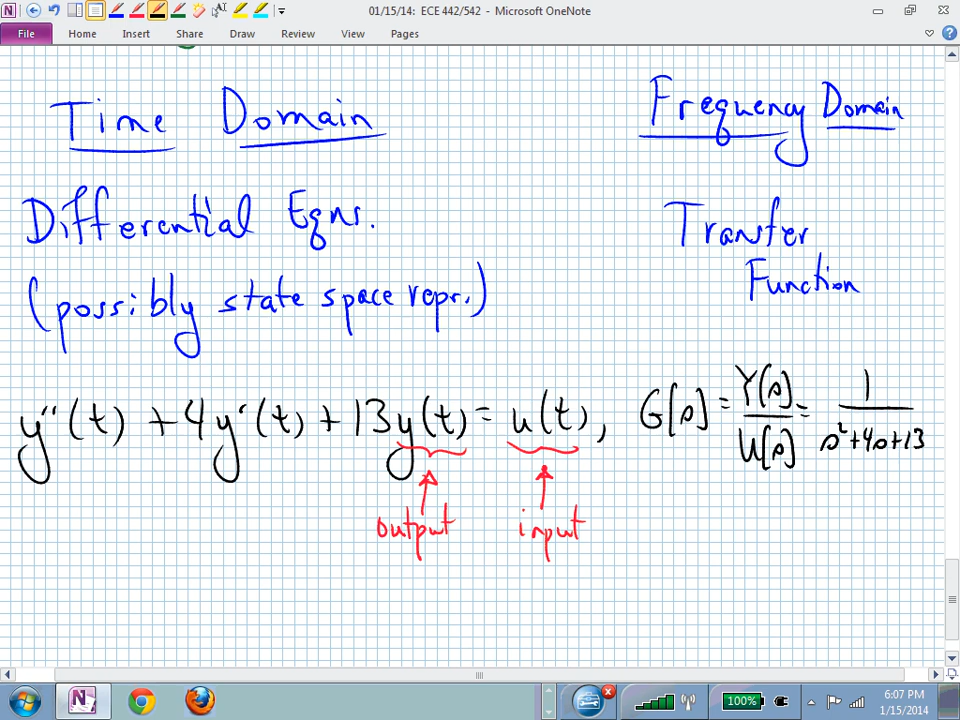 01/15/14: ECE 442/542 - Microsoft OneNote
File Home Insert Share Draw Review View Pages
Time Domain
Frequency Domain
Differential Eqns.
(possibly state space repr.)
Transfer
Function
y''(t) + 4y'(t) + 13y(t) = u(t), G[s] = Y[s]/U[s] = 1/(s²+4s+13)
output
input
100%
6:07 PM
1/15/2014